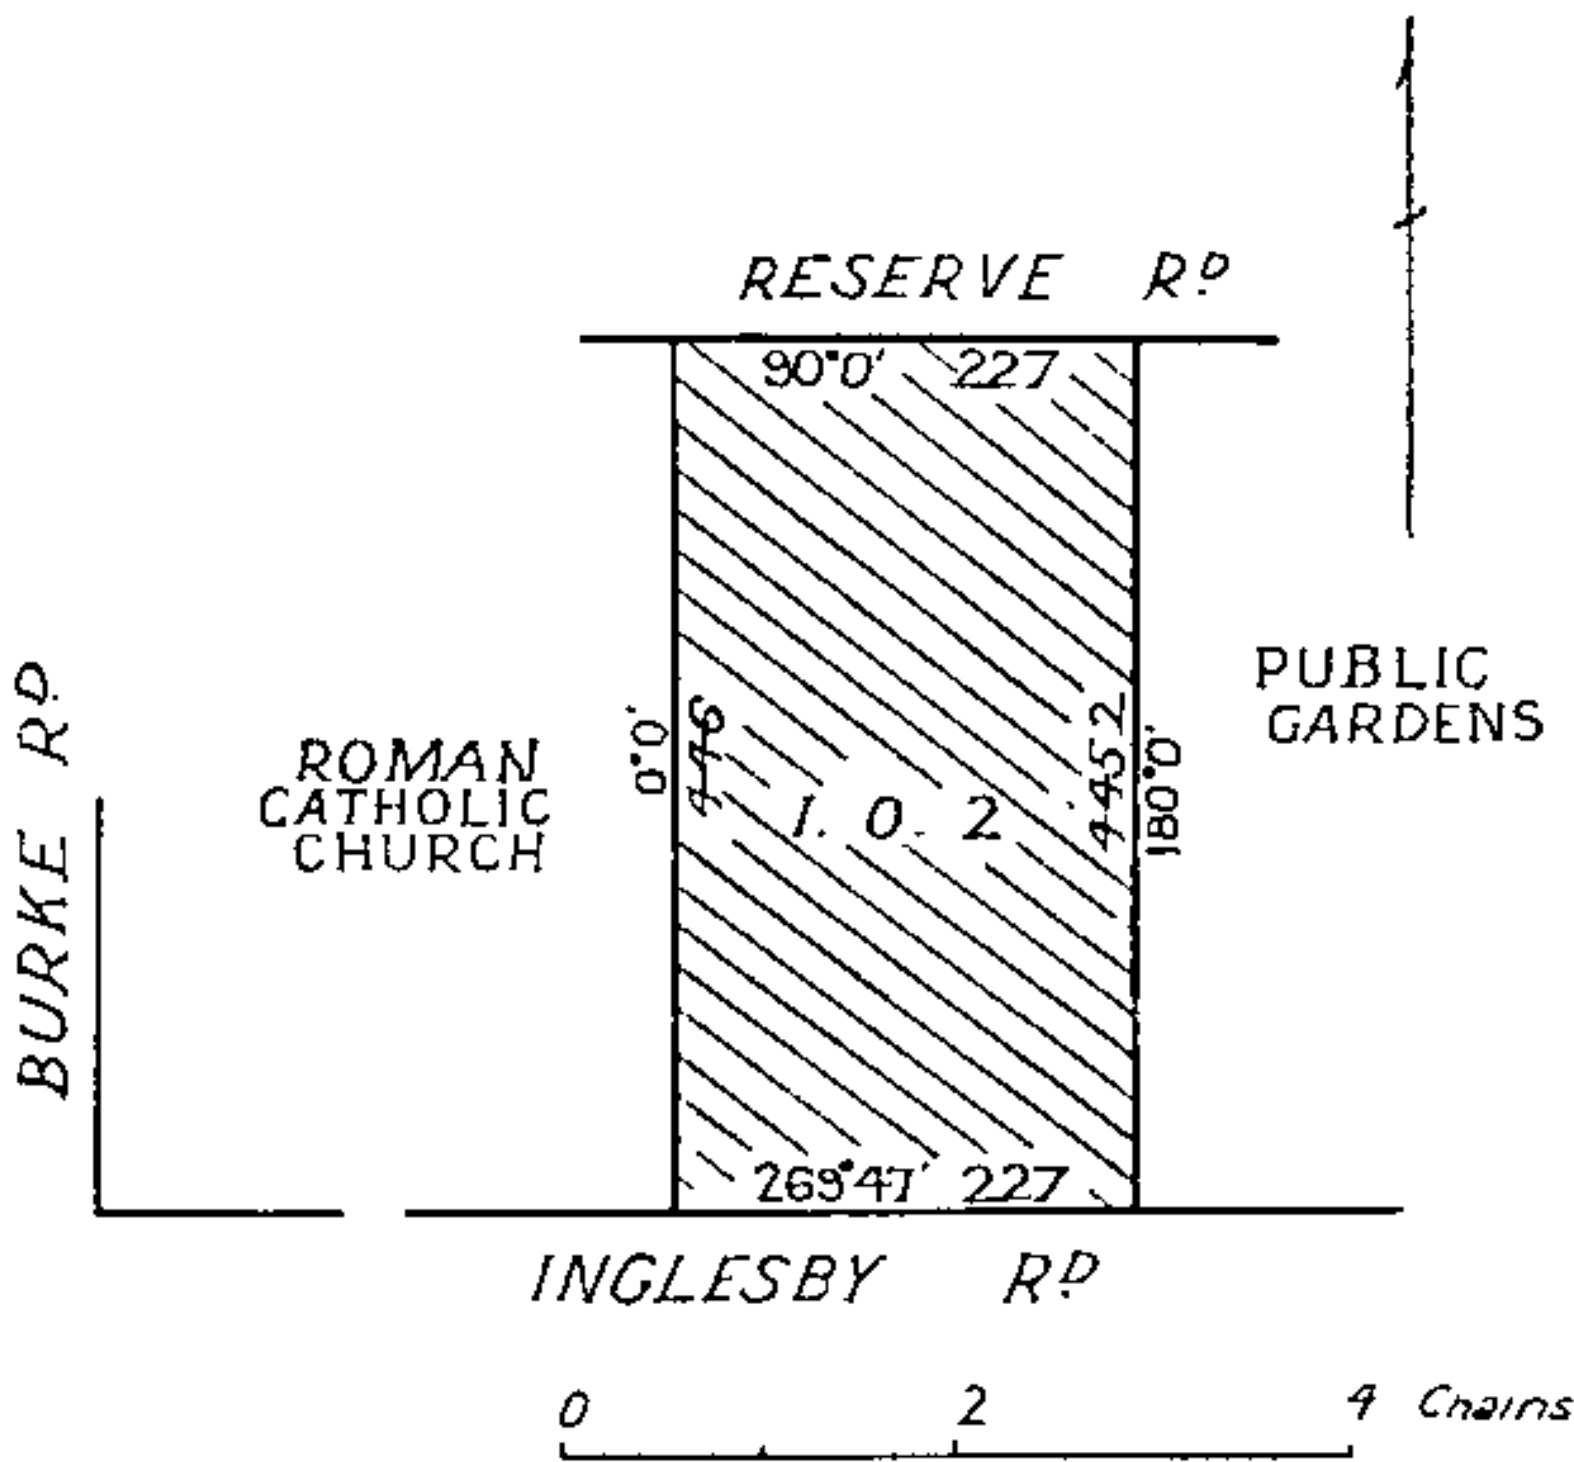 RESERVE RD
90°0' 227
PUBLIC
GARDENS
BURKE RD.
ROMAN
CATHOLIC
CHURCH
0°0'
446
1. 0. 2
4452
180°0'
269°47' 227
INGLESBY RD
0 2 4 Chains